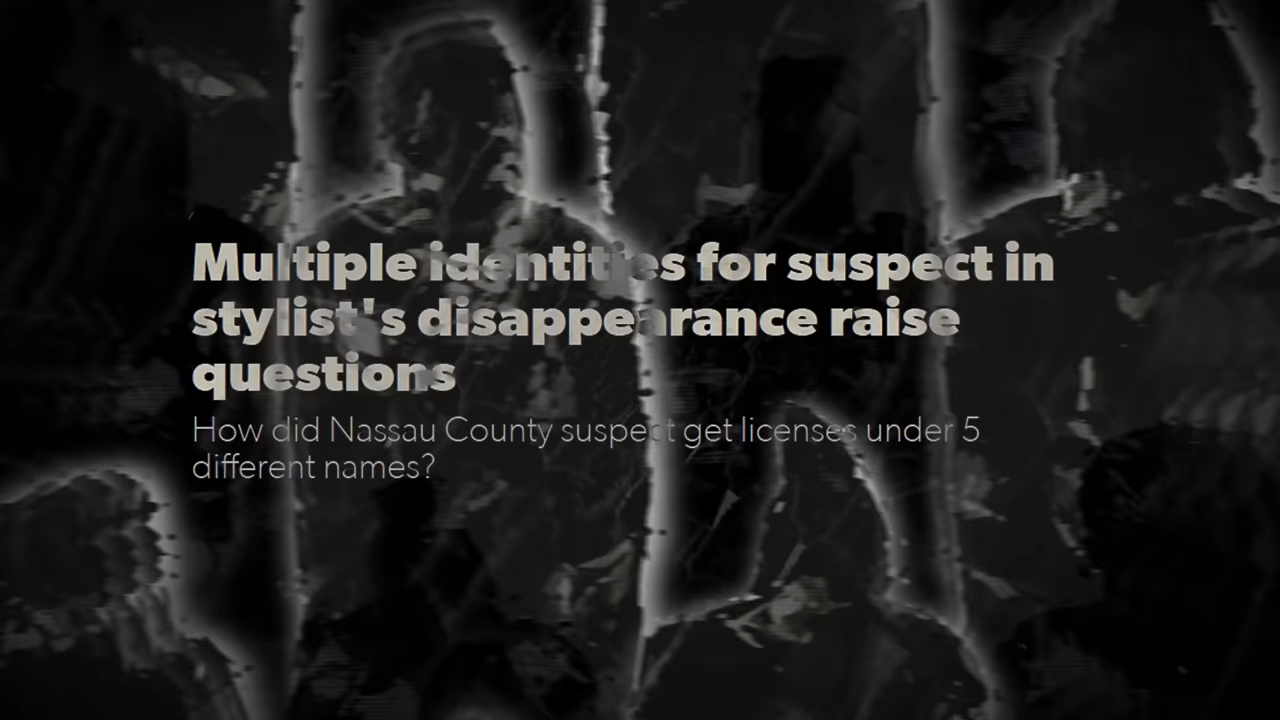 Multiple identities for suspect in
stylist's disappearance raise
questions
How did Nassau County suspect get licenses under 5
different names?